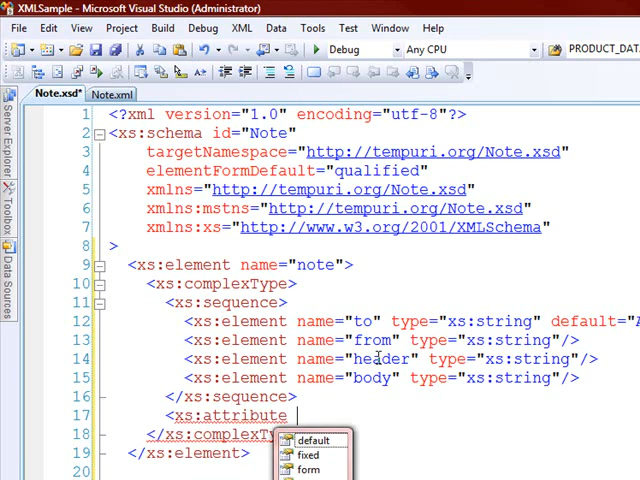 XMLSample - Microsoft Visual Studio (Administrator)
File Edit View Project Build Debug XML Data Tools Test Window Help
Debug Any CPU PRODUCT_DAT
Note.xsd* Note.xml
Server Explorer
Toolbox
Data Sources
1 <?xml version="1.0" encoding="utf-8"?>
2 <xs:schema id="Note"
3 targetNamespace="http://tempuri.org/Note.xsd"
4 elementFormDefault="qualified"
5 xmlns="http://tempuri.org/Note.xsd"
6 xmlns:mstns="http://tempuri.org/Note.xsd"
7 xmlns:xs="http://www.w3.org/2001/XMLSchema"
8 >
9 <xs:element name="note">
10 <xs:complexType>
11 <xs:sequence>
12 <xs:element name="to" type="xs:string" default="A
13 <xs:element name="from" type="xs:string"/>
14 <xs:element name="header" type="xs:string"/>
15 <xs:element name="body" type="xs:string"/>
16 </xs:sequence>
17 <xs:attribute
18 </xs:complexTy
19 </xs:element>
20
default
fixed
form